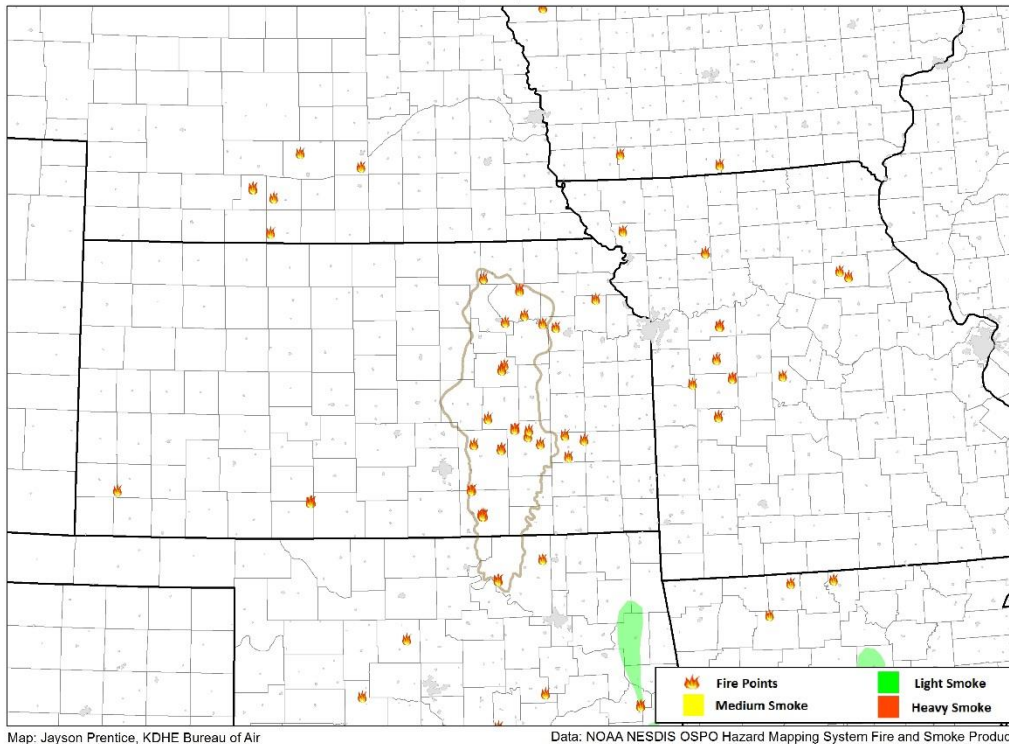 Fire Points
Light Smoke
Medium Smoke
Heavy Smoke
Map: Jayson Prentice, KDHE Bureau of Air
Data: NOAA NESDIS OSPO Hazard Mapping System Fire and Smoke Produc